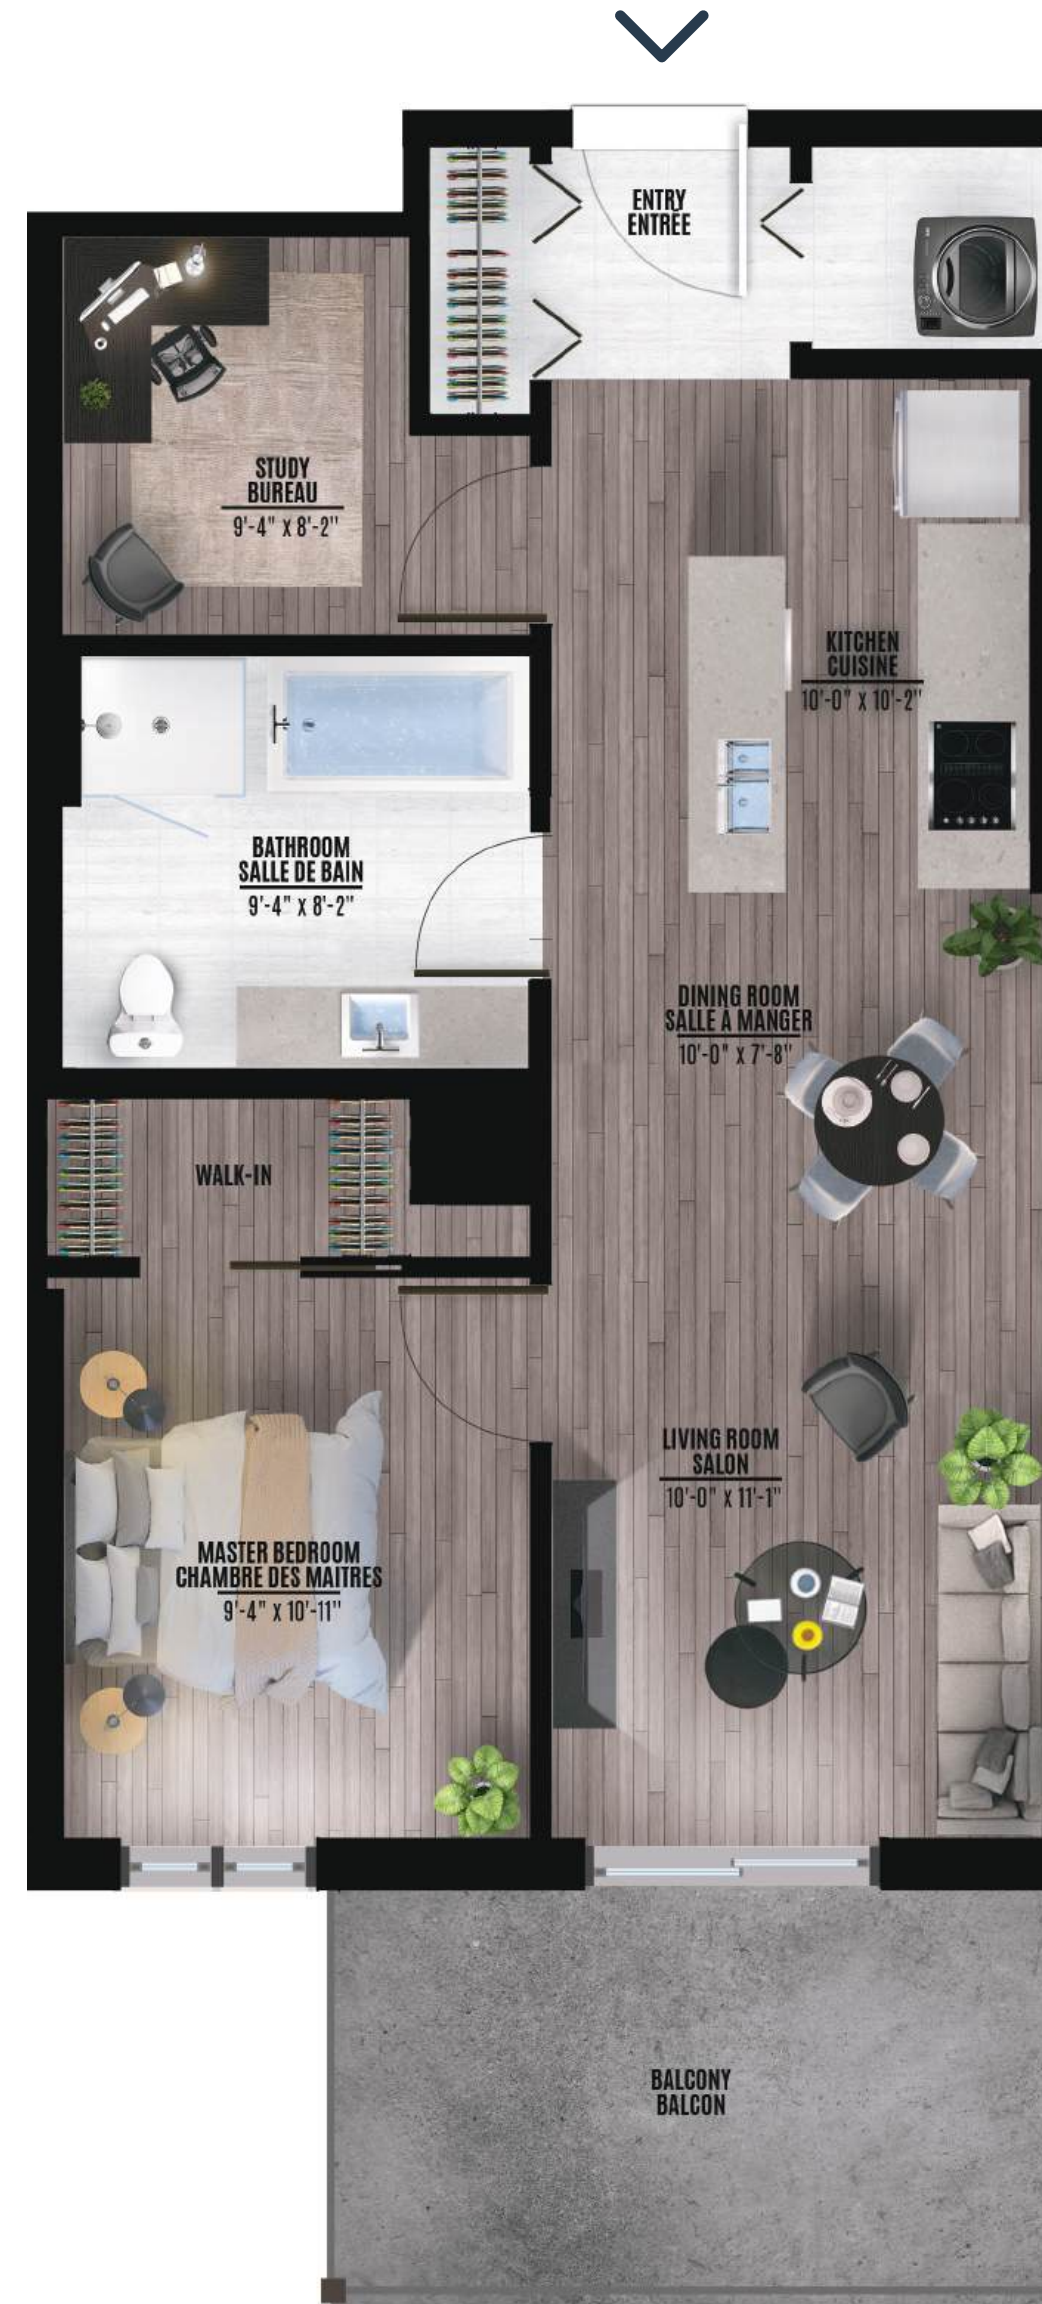 ENTRY
ENTRÉE
STUDY
BUREAU
9'-4" X 8'-2"
KITCHEN
CUISINE
10'-0" X 10'-2"
BATHROOM
SALLE DE BAIN
9'-4" X 8'-2"
DINING ROOM
SALLE À MANGER
10'-0" X 7'-8"
WALK-IN
LIVING ROOM
SALON
10'-0" X 11'-1"
MASTER BEDROOM
CHAMBRE DES MAITRES
9'-4" X 10'-11"
BALCONY
BALCON